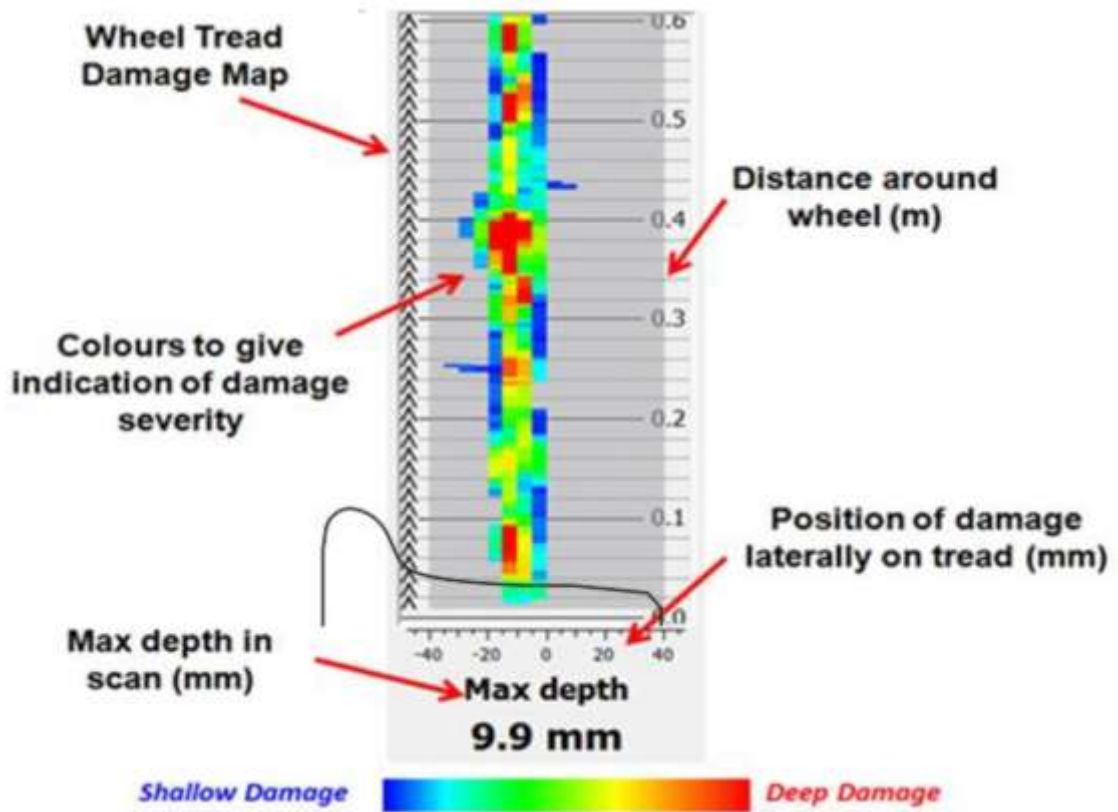 Wheel Tread
Damage Map
0.6
0.5
Distance around
wheel (m)
0.4
Colours to give
indication of damage
severity
0.3
0.2
0.1
Position of damage
laterally on tread (mm)
0.0
-40 -20 0 20 40
Max depth in
scan (mm)
Max depth
9.9 mm
Shallow Damage
Deep Damage